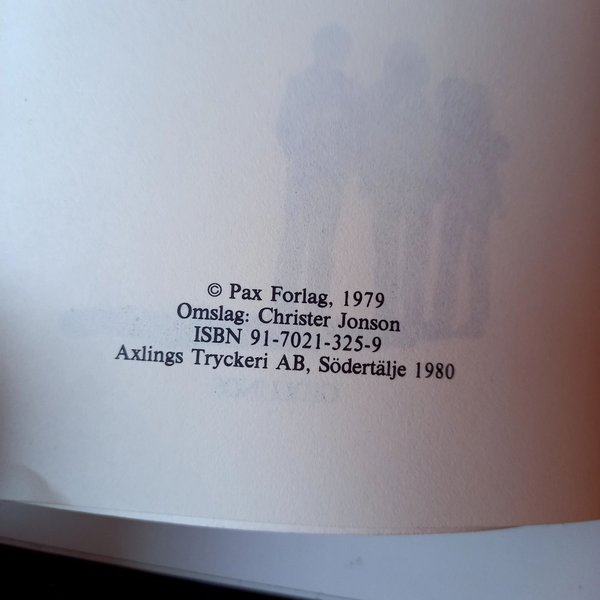 © Pax Forlag, 1979
Omslag: Christer Jonson
ISBN 91-7021-325-9
Axlings Tryckeri AB, Södertälje 1980